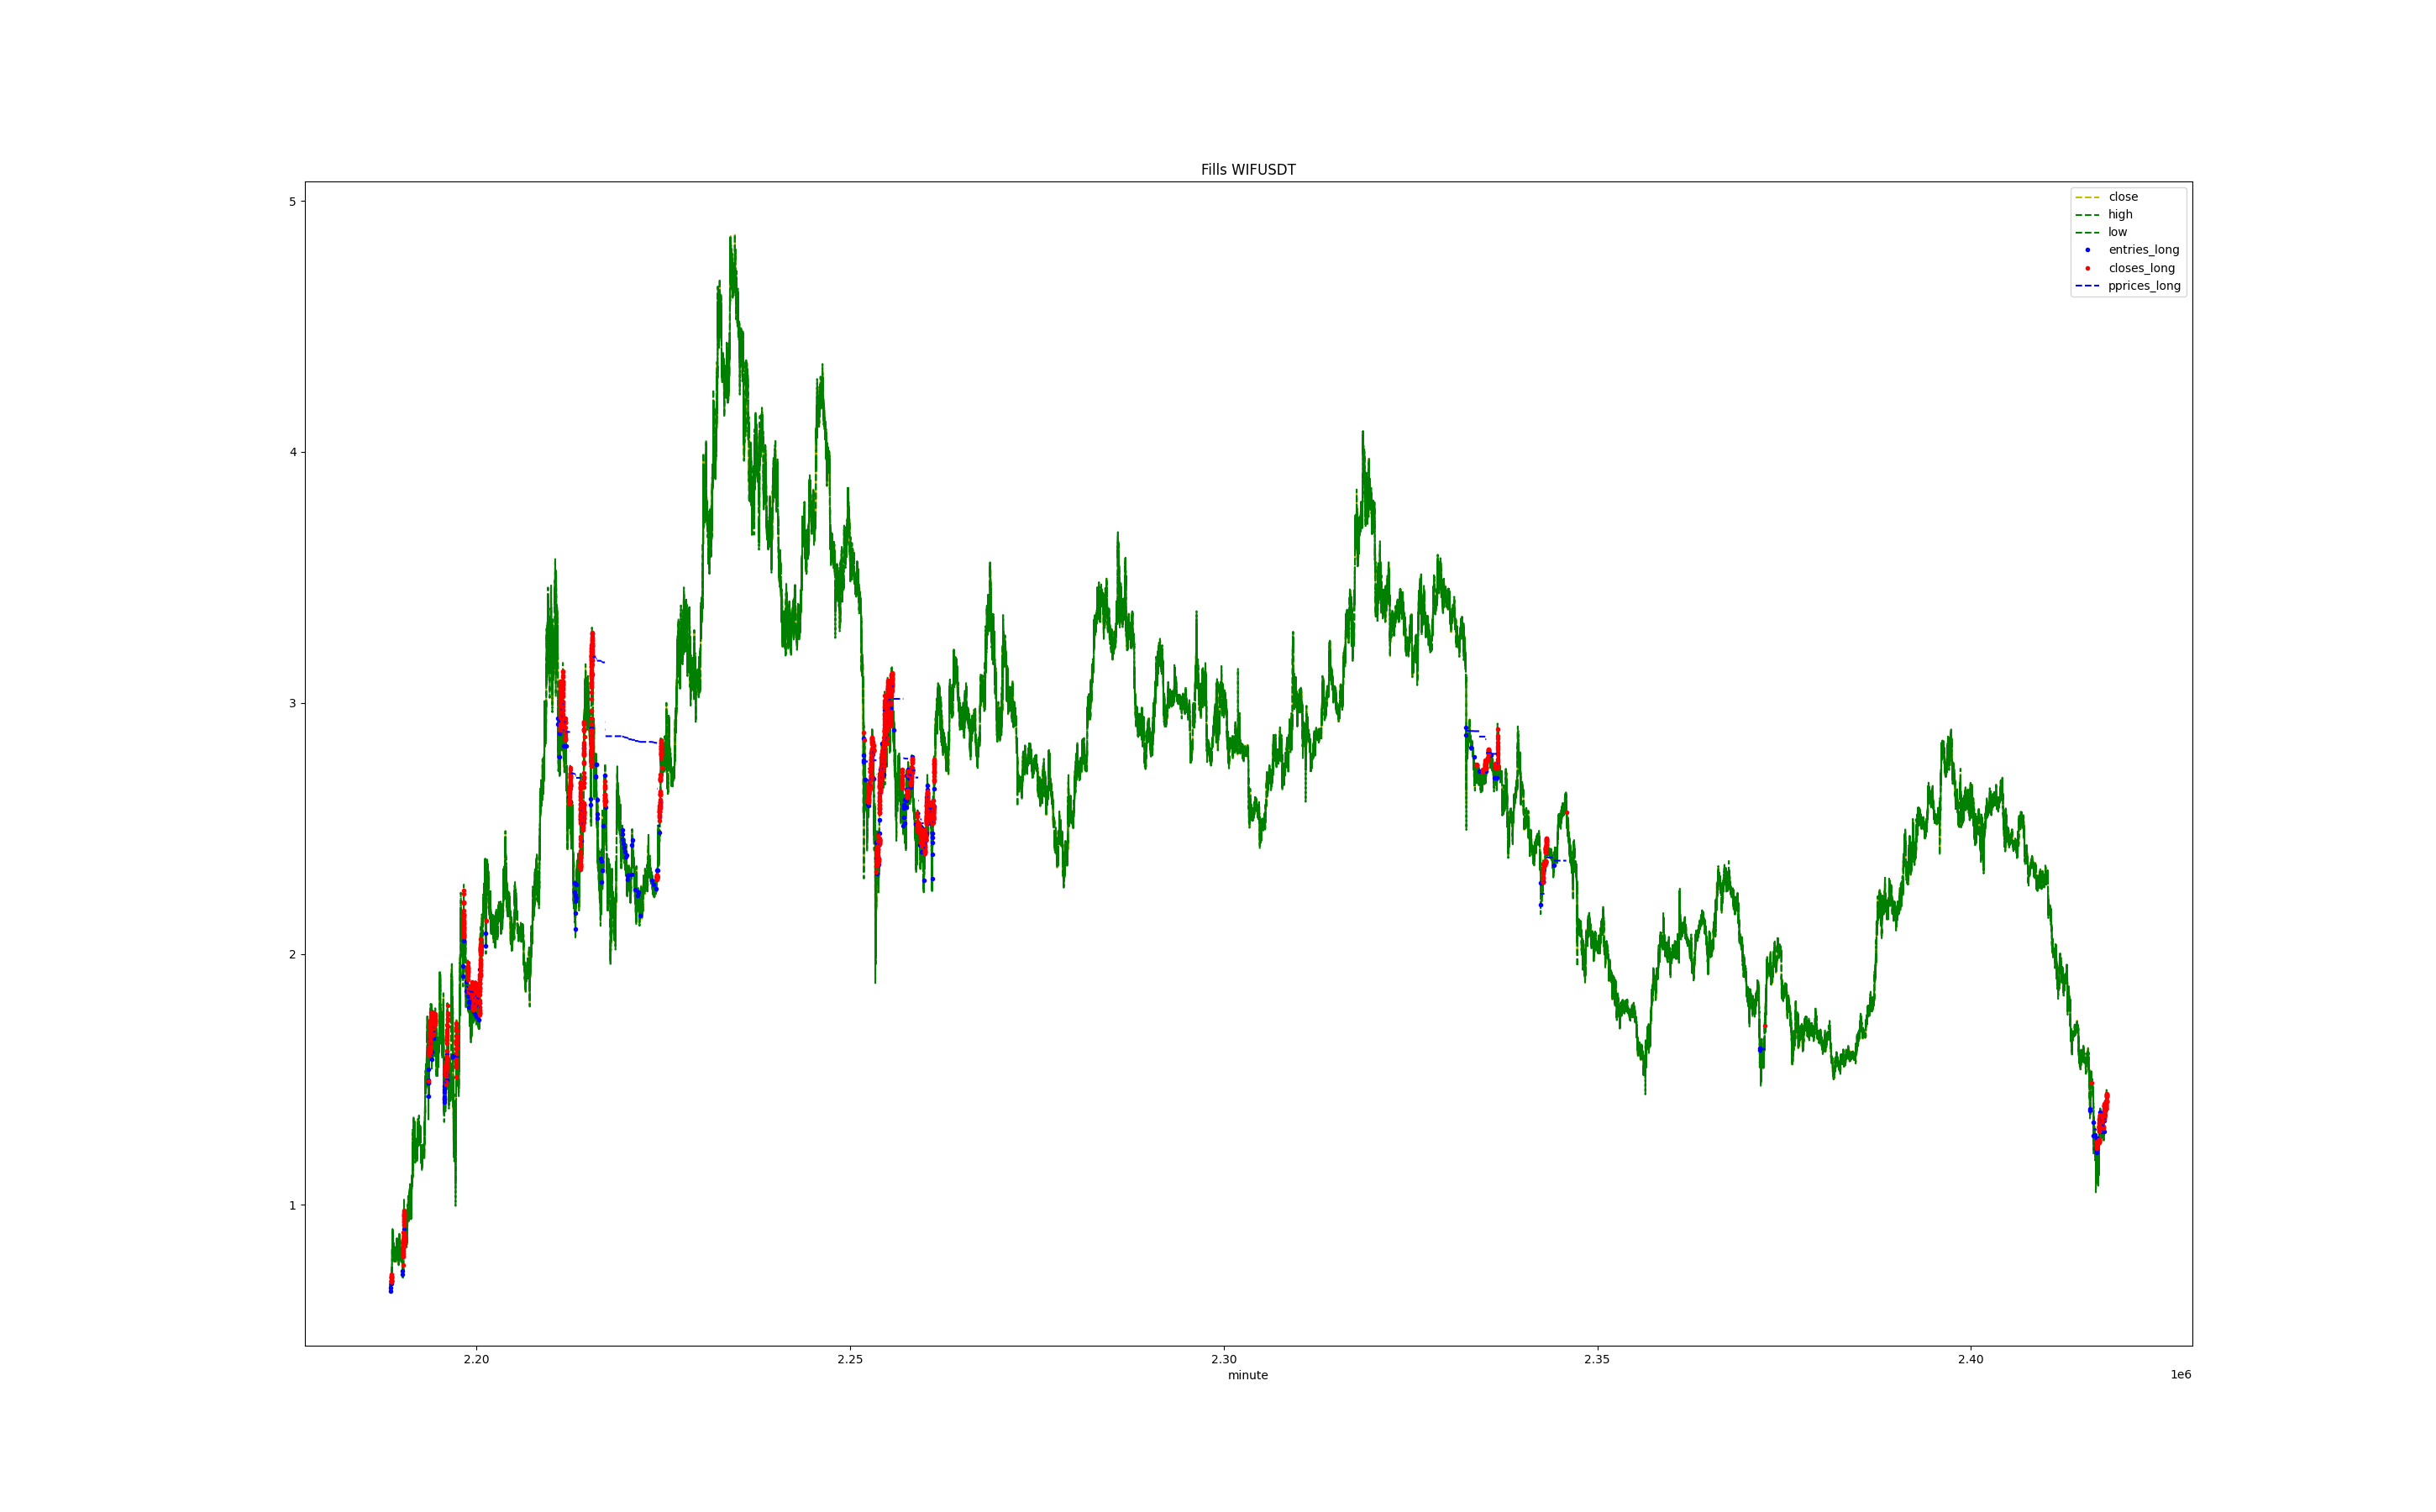 Fills WIFUSDT
close
high
low
entries_long
closes_long
pprices_long
5
4
3
2
1
2.20 2.25 2.30 2.35 2.40
minute
1e6